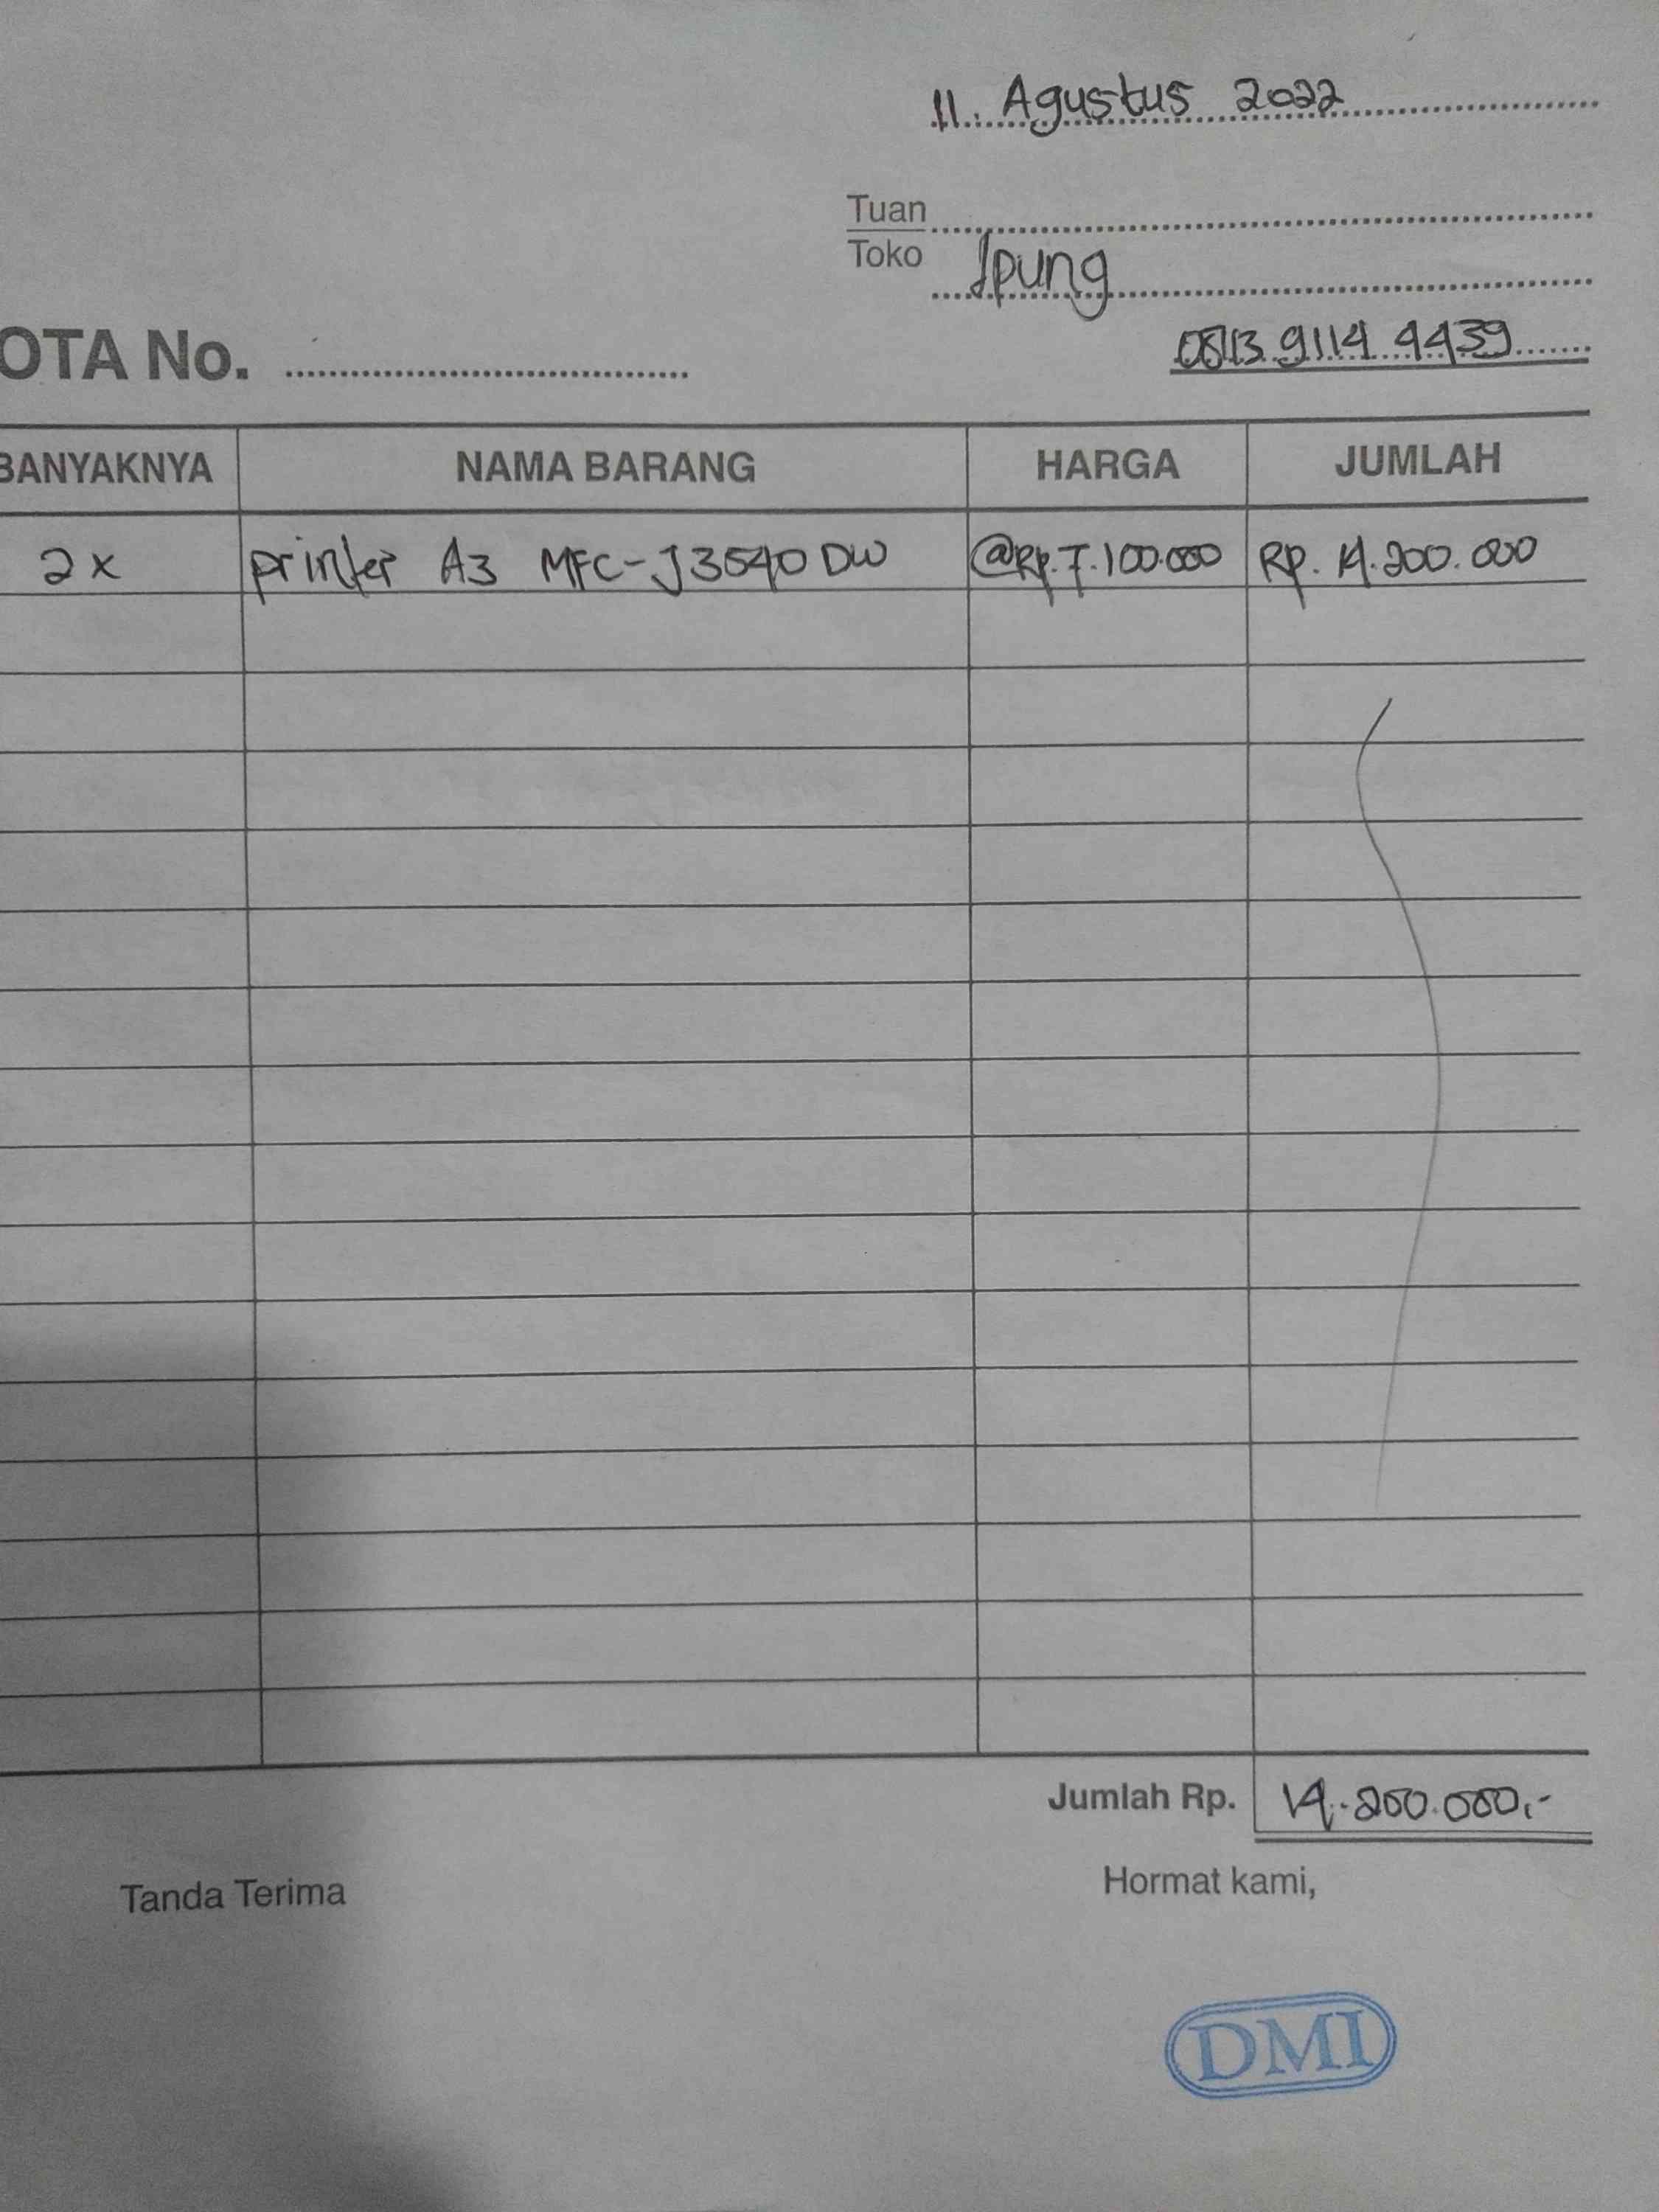 11. Agustus 2022
Tuan
Toko Ipung
0813 9114 4439
OTA No.
BANYAKNYA NAMA BARANG HARGA JUMLAH
2x printer A3 MFC-J3540 DW @Rp. 7.100.000 Rp. 14.200.000
Jumlah Rp. 14.200.000,-
Tanda Terima Hormat kami,
DMI